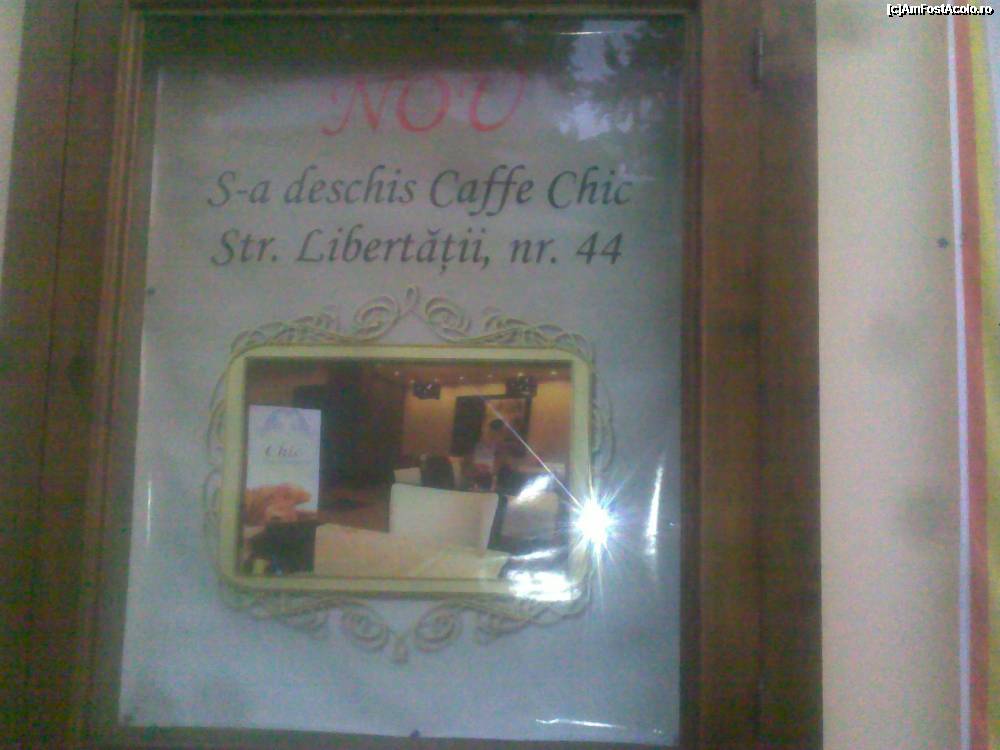 [c]AmFostAcolo.ro
NOU
S-a deschis Caffe Chic
Str. Libertății, nr. 44
Chic